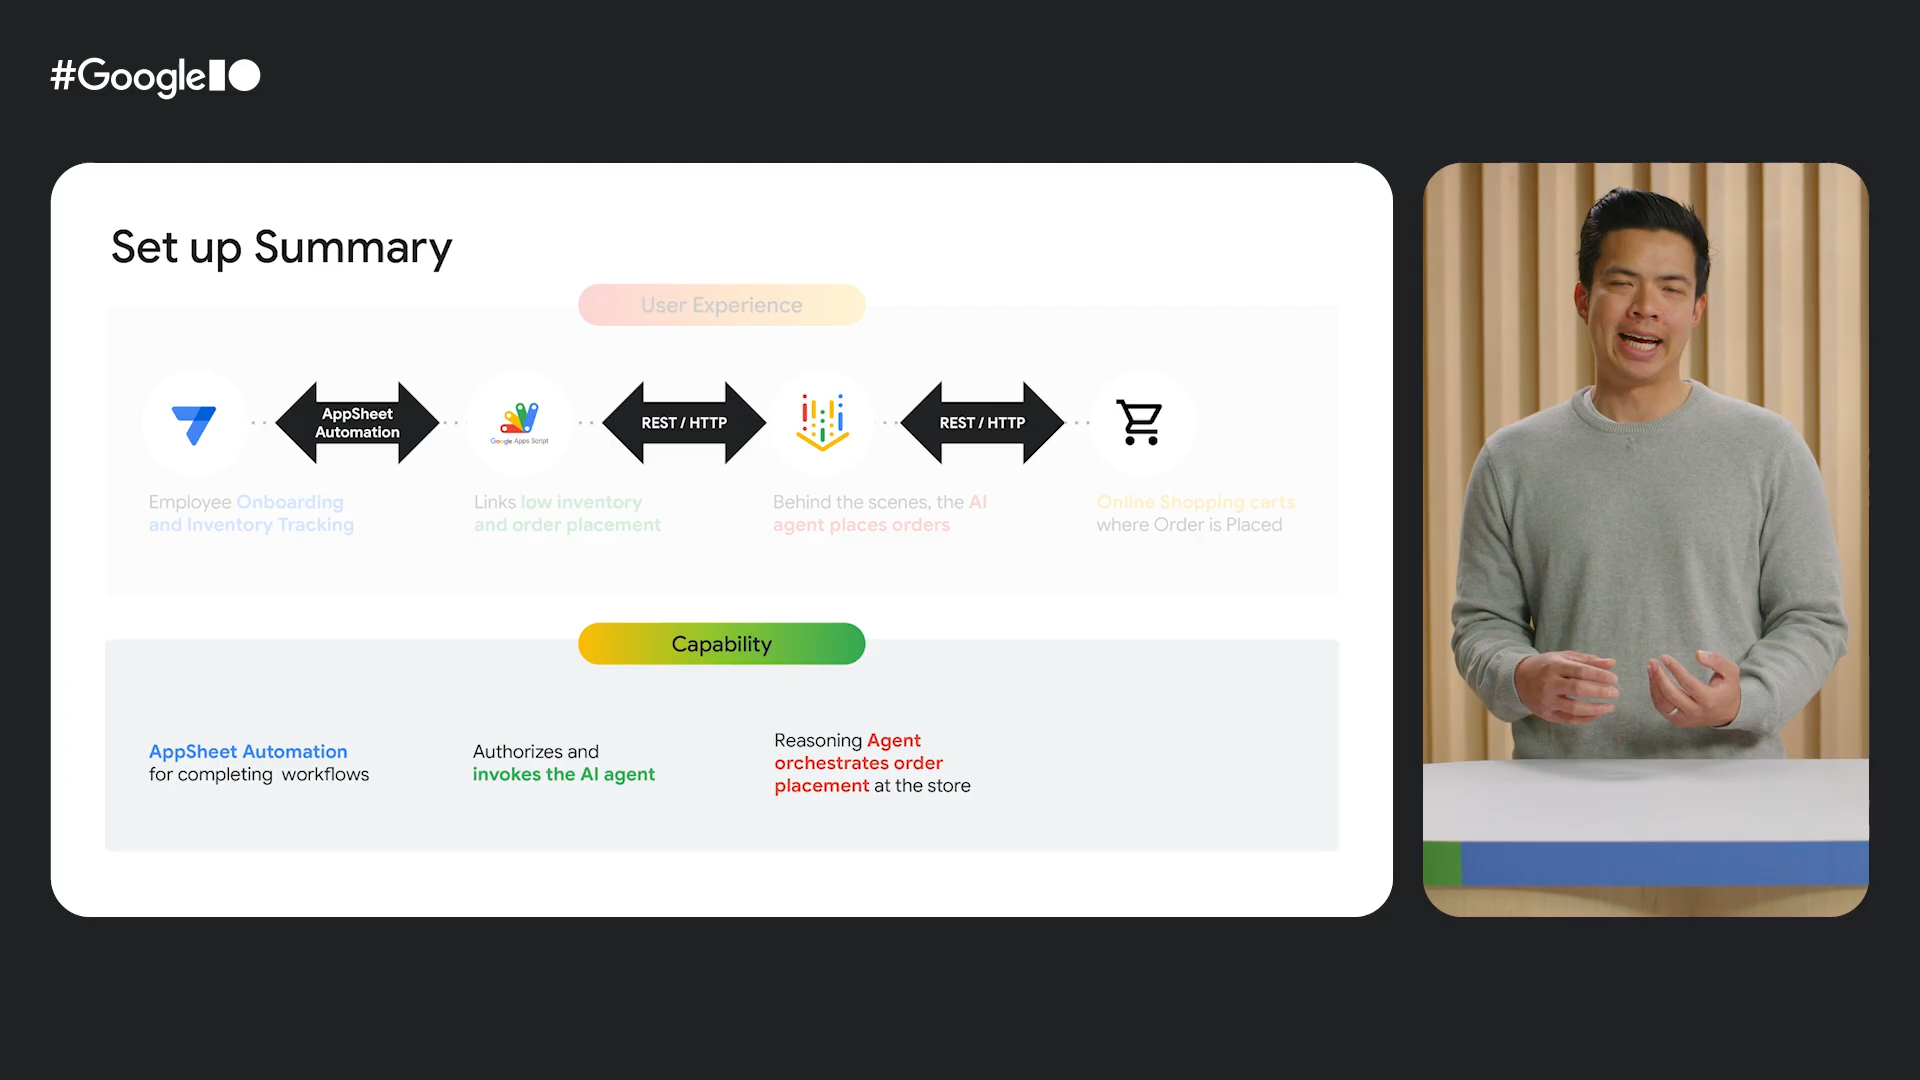 #GoogleIO
Set up Summary
User Experience
AppSheet
Automation
Google Apps Script
REST / HTTP
REST / HTTP
Employee Onboarding
and Inventory Tracking
Links low inventory
and order placement
Behind the scenes, the AI
agent places orders
Online Shopping carts
where Order is Placed
Capability
AppSheet Automation
for completing workflows
Authorizes and
invokes the AI agent
Reasoning Agent
orchestrates order
placement at the store